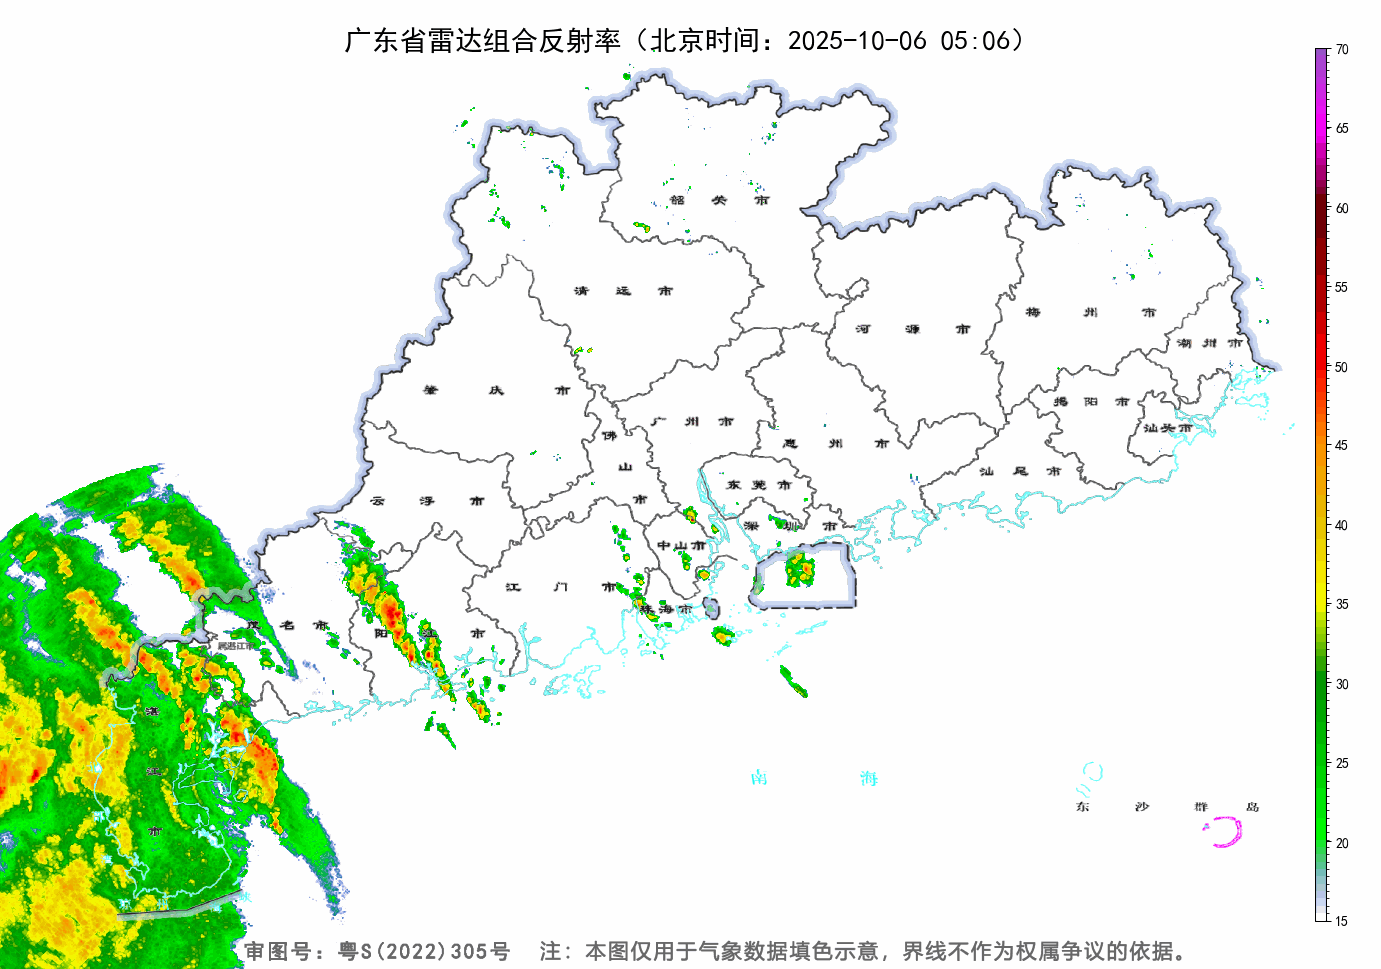 广东省雷达组合反射率（北京时间：2025-10-06 05:06）
70
65
60
55
50
45
40
35
30
25
20
15
韶关市
清远市
河源市
梅州市
潮州市
肇庆市
广州市
揭阳市
汕头市
佛山市
惠州市
汕尾市
东莞市
云浮市
深圳市
中山市
江门市
珠海市
茂名市
阳江市
属湛江市
湛江市
南海
东沙群岛
审图号：粤S(2022)305号 注：本图仅用于气象数据填色示意，界线不作为权属争议的依据。